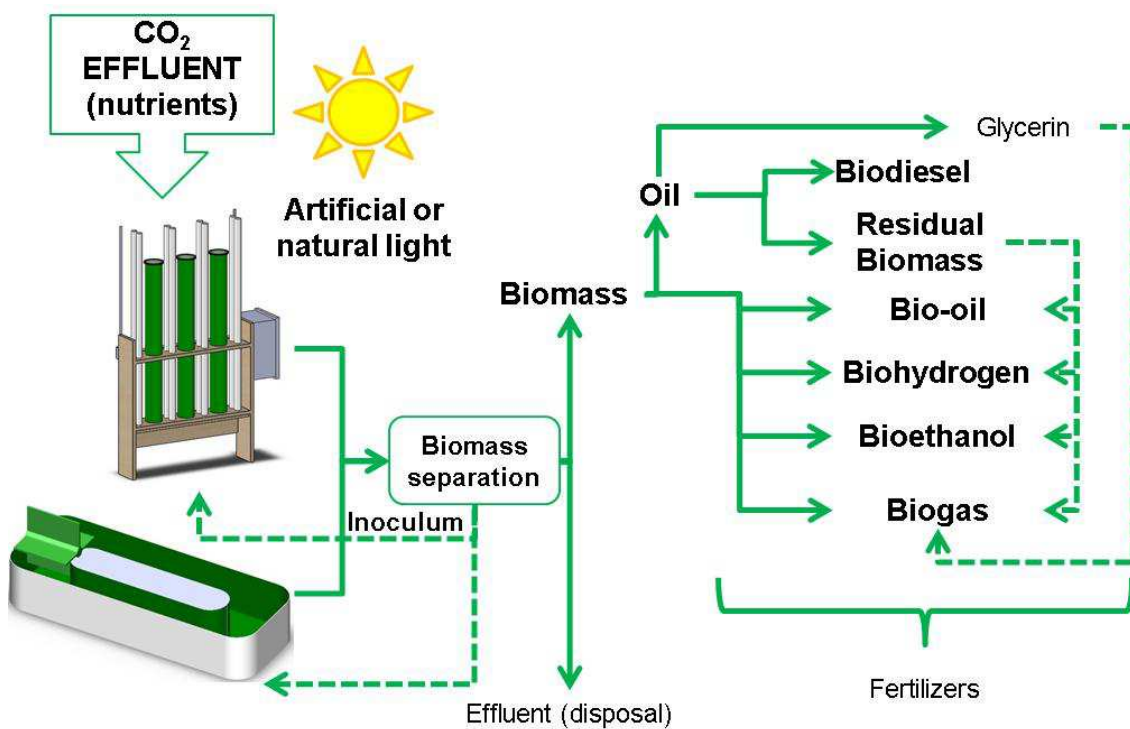 CO₂
EFFLUENT
(nutrients)
Artificial or
natural light
Biomass
separation
Inoculum
Effluent (disposal)
Biomass
Oil
Glycerin
Biodiesel
Residual
Biomass
Bio-oil
Biohydrogen
Bioethanol
Biogas
Fertilizers